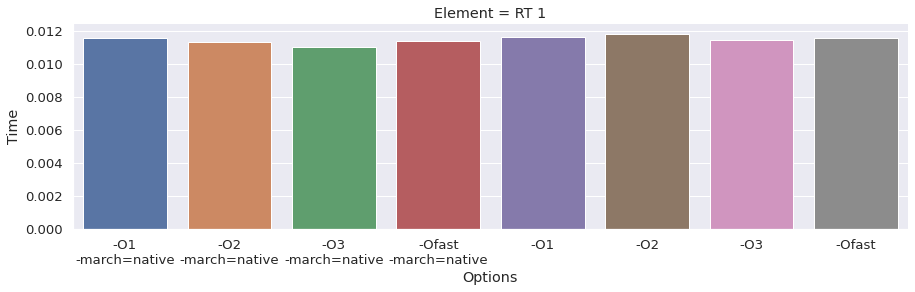 Element = RT 1
0.012
0.010
0.008
0.006
0.004
0.002
0.000
Time
-O1 -O2 -O3 -Ofast -O1 -O2 -O3 -Ofast
-march=native -march=native -march=native -march=native
Options